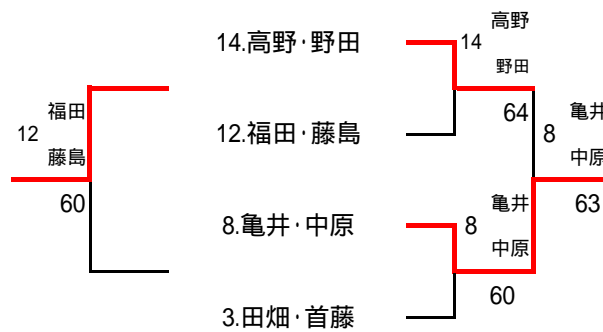 14.高野･野田
12.福田･藤島
8.亀井･中原
3.田畑･首藤
福田
12
藤島
60
高野
14
野田
64
亀井
8
中原
60
亀井
8
中原
63